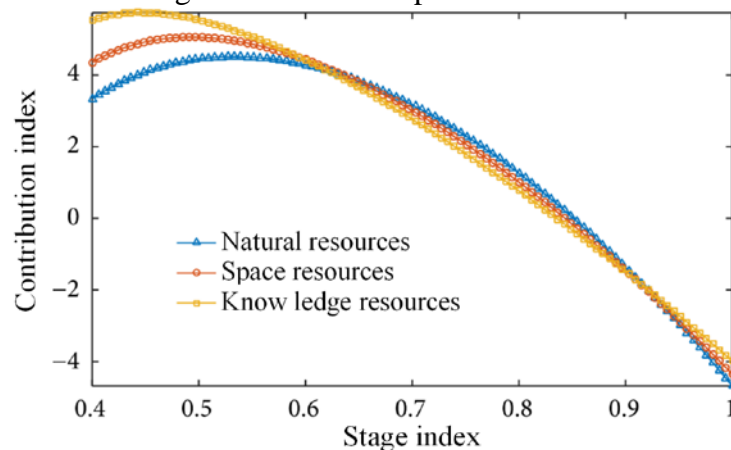 4
2
0
−2
−4
Contribution index
Natural resources
Space resources
Know ledge resources
0.4 0.5 0.6 0.7 0.8 0.9 1
Stage index